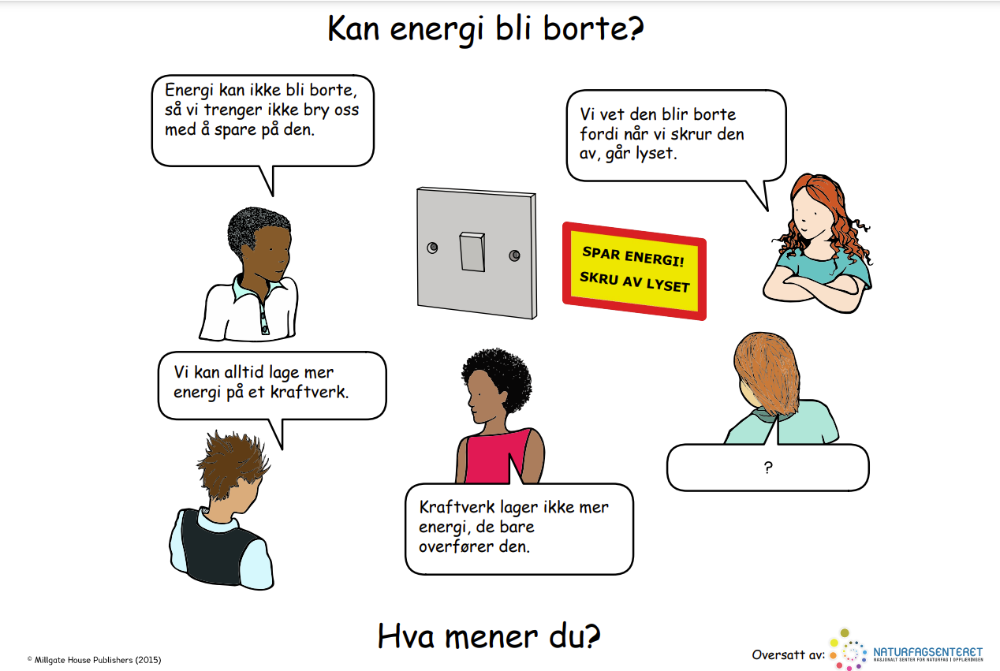 Kan energi bli borte?
Energi kan ikke bli borte,
så vi trenger ikke bry oss
med å spare på den.
Vi vet den blir borte
fordi når vi skrur den
av, går lyset.
SPAR ENERGI!
SKRU AV LYSET
Vi kan alltid lage mer
energi på et kraftverk.
Kraftverk lager ikke mer
energi, de bare
overfører den.
?
Hva mener du?
© Millgate House Publishers (2015)
Oversatt av:
NATURFAGSENTERET
NASJONALT SENTER FOR NATURFAG I OPPLÆRINGEN